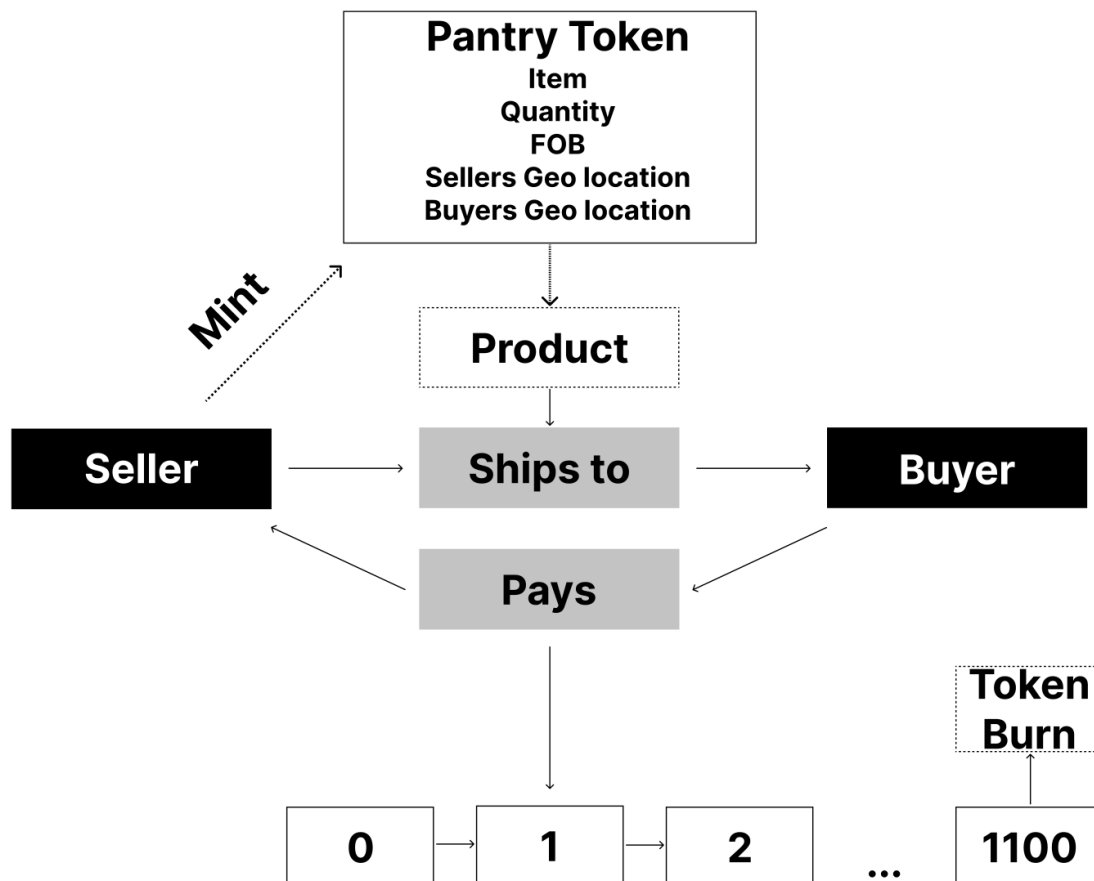 Pantry Token
Item
Quantity
FOB
Sellers Geo location
Buyers Geo location
Mint
Product
Seller
Ships to
Buyer
Pays
Token
Burn
0
1
2
...
1100